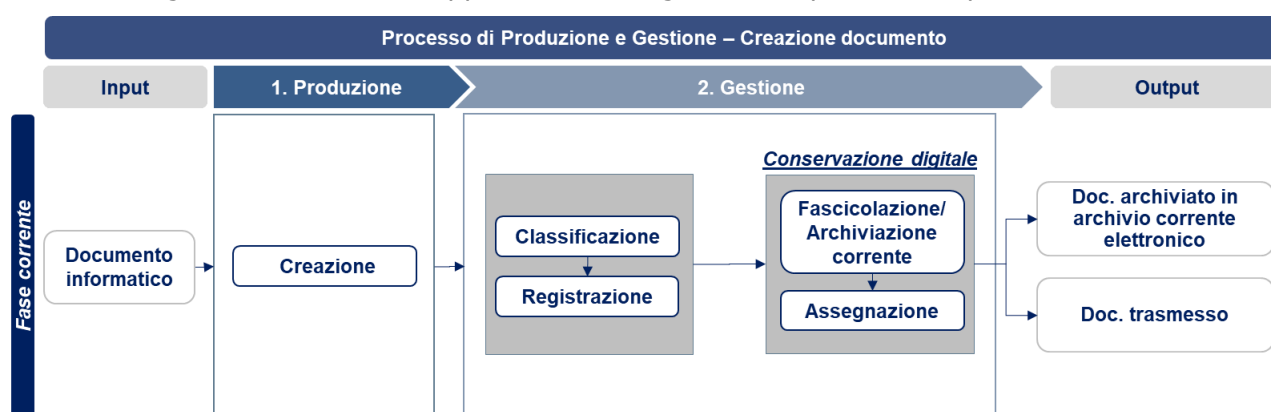 Processo di Produzione e Gestione – Creazione documento
Input
1. Produzione
2. Gestione
Output
Fase corrente
Documento
informatico
Creazione
Classificazione
Registrazione
Conservazione digitale
Fascicolazione/
Archiviazione
corrente
Assegnazione
Doc. archiviato in
archivio corrente
elettronico
Doc. trasmesso